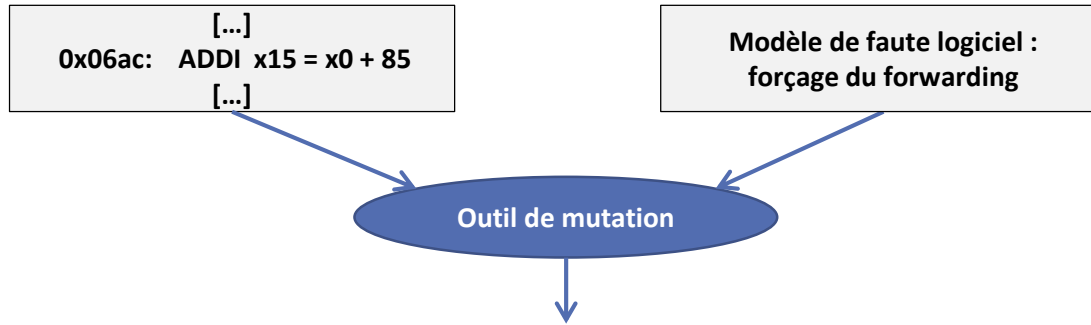 […]
0x06ac: ADDI x15 = x0 + 85
[…]
Modèle de faute logiciel :
forçage du forwarding
Outil de mutation